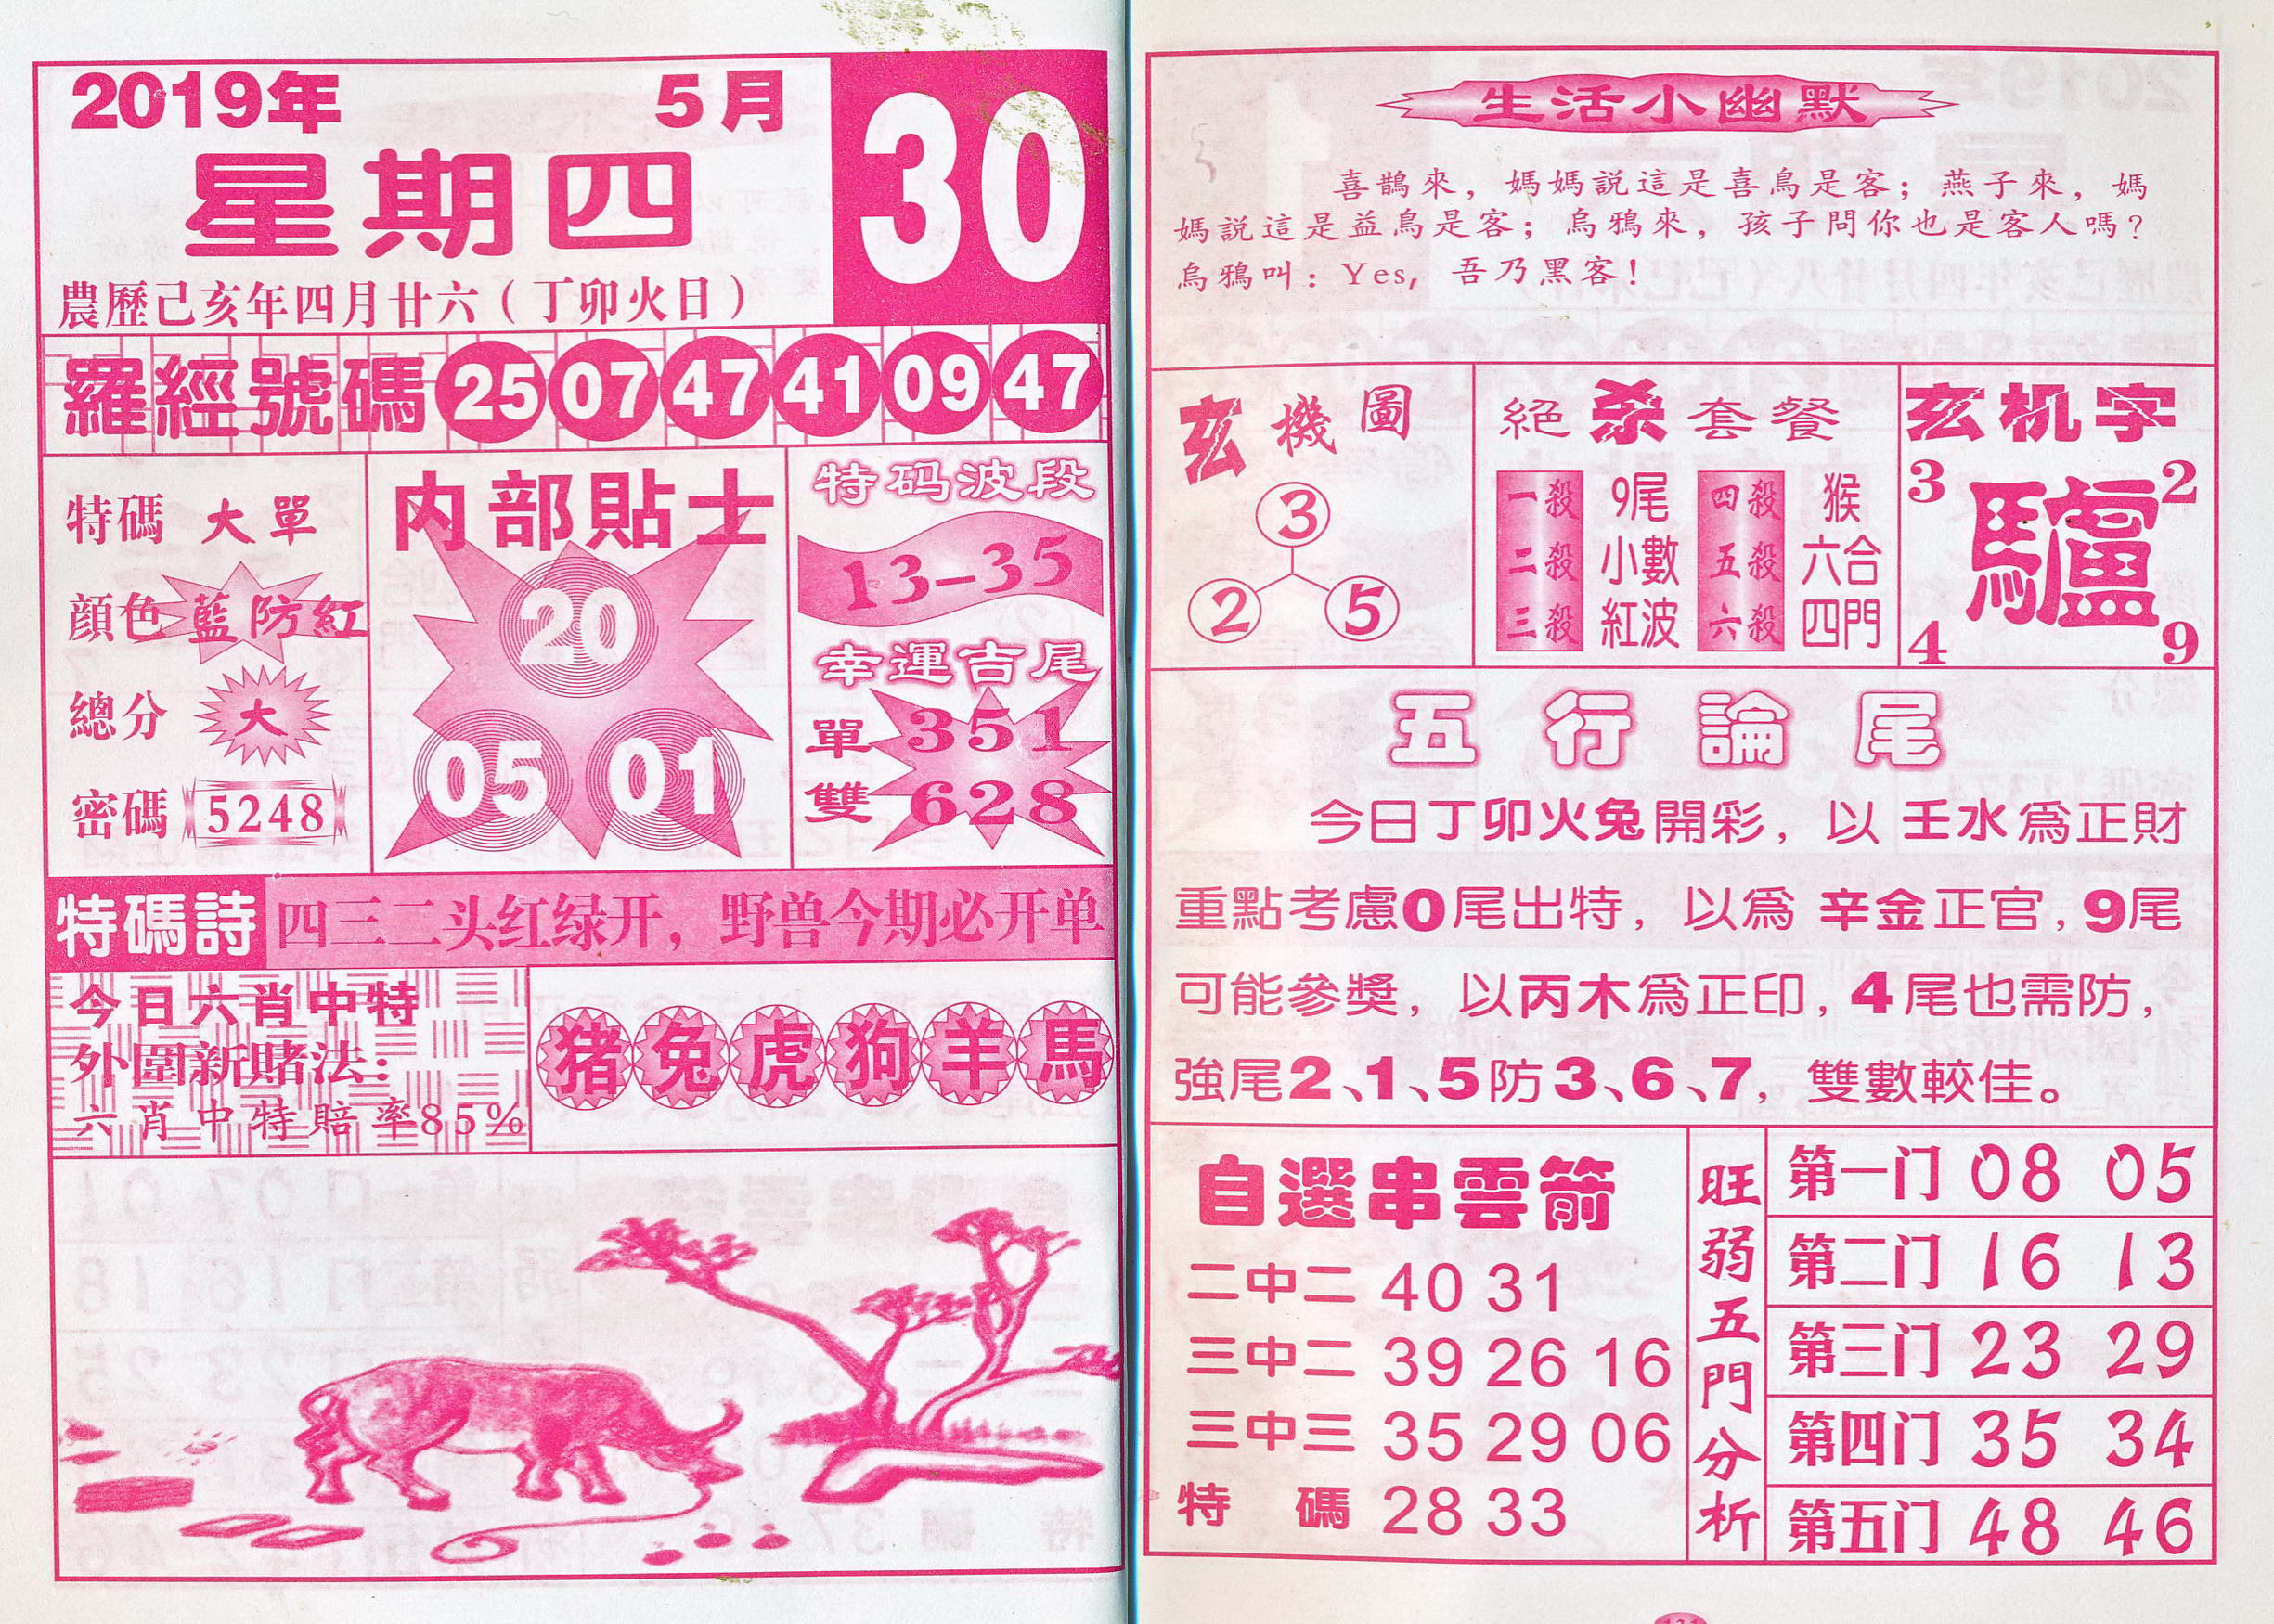 2019年 5月 30
星期四
農歷己亥年四月廿六（丁卯火日）
羅經號碼 25 07 47 41 09 47
特碼 大單
顔色 藍防紅
總分 大
密碼 5248
内部貼士
20
05 01
特码波段
13-35
幸運吉尾
單 351
雙 628
特碼詩 四三二头红绿开，野兽今期必开单
今日六肖中特
外圍新賭法：
六肖中特賠率85%
猪 兔 虎 狗 羊 馬
生活小幽默
喜鵲來，媽媽説這是喜鳥是客；燕子來，媽
媽説這是益鳥是客；烏鴉來，孩子問你也是客人嗎？
烏鴉叫：Yes，吾乃黑客！
玄機圖
3
2 5
絕杀套餐
一殺 9尾 四殺 猴
二殺 小數 五殺 六合
三殺 紅波 六殺 四門
玄机字
3 2
驢
4 9
五行論尾
今日丁卯火兔開彩，以壬水爲正財
重點考慮0尾出特，以爲辛金正官，9尾
可能參獎，以丙木爲正印，4尾也需防，
強尾2、1、5防3、6、7，雙數較佳。
自選串雲箭
二中二 40 31
三中二 39 26 16
三中三 35 29 06
特碼 28 33
旺弱五門分析
第一门 08 05
第二门 16 13
第三门 23 29
第四门 35 34
第五门 48 46